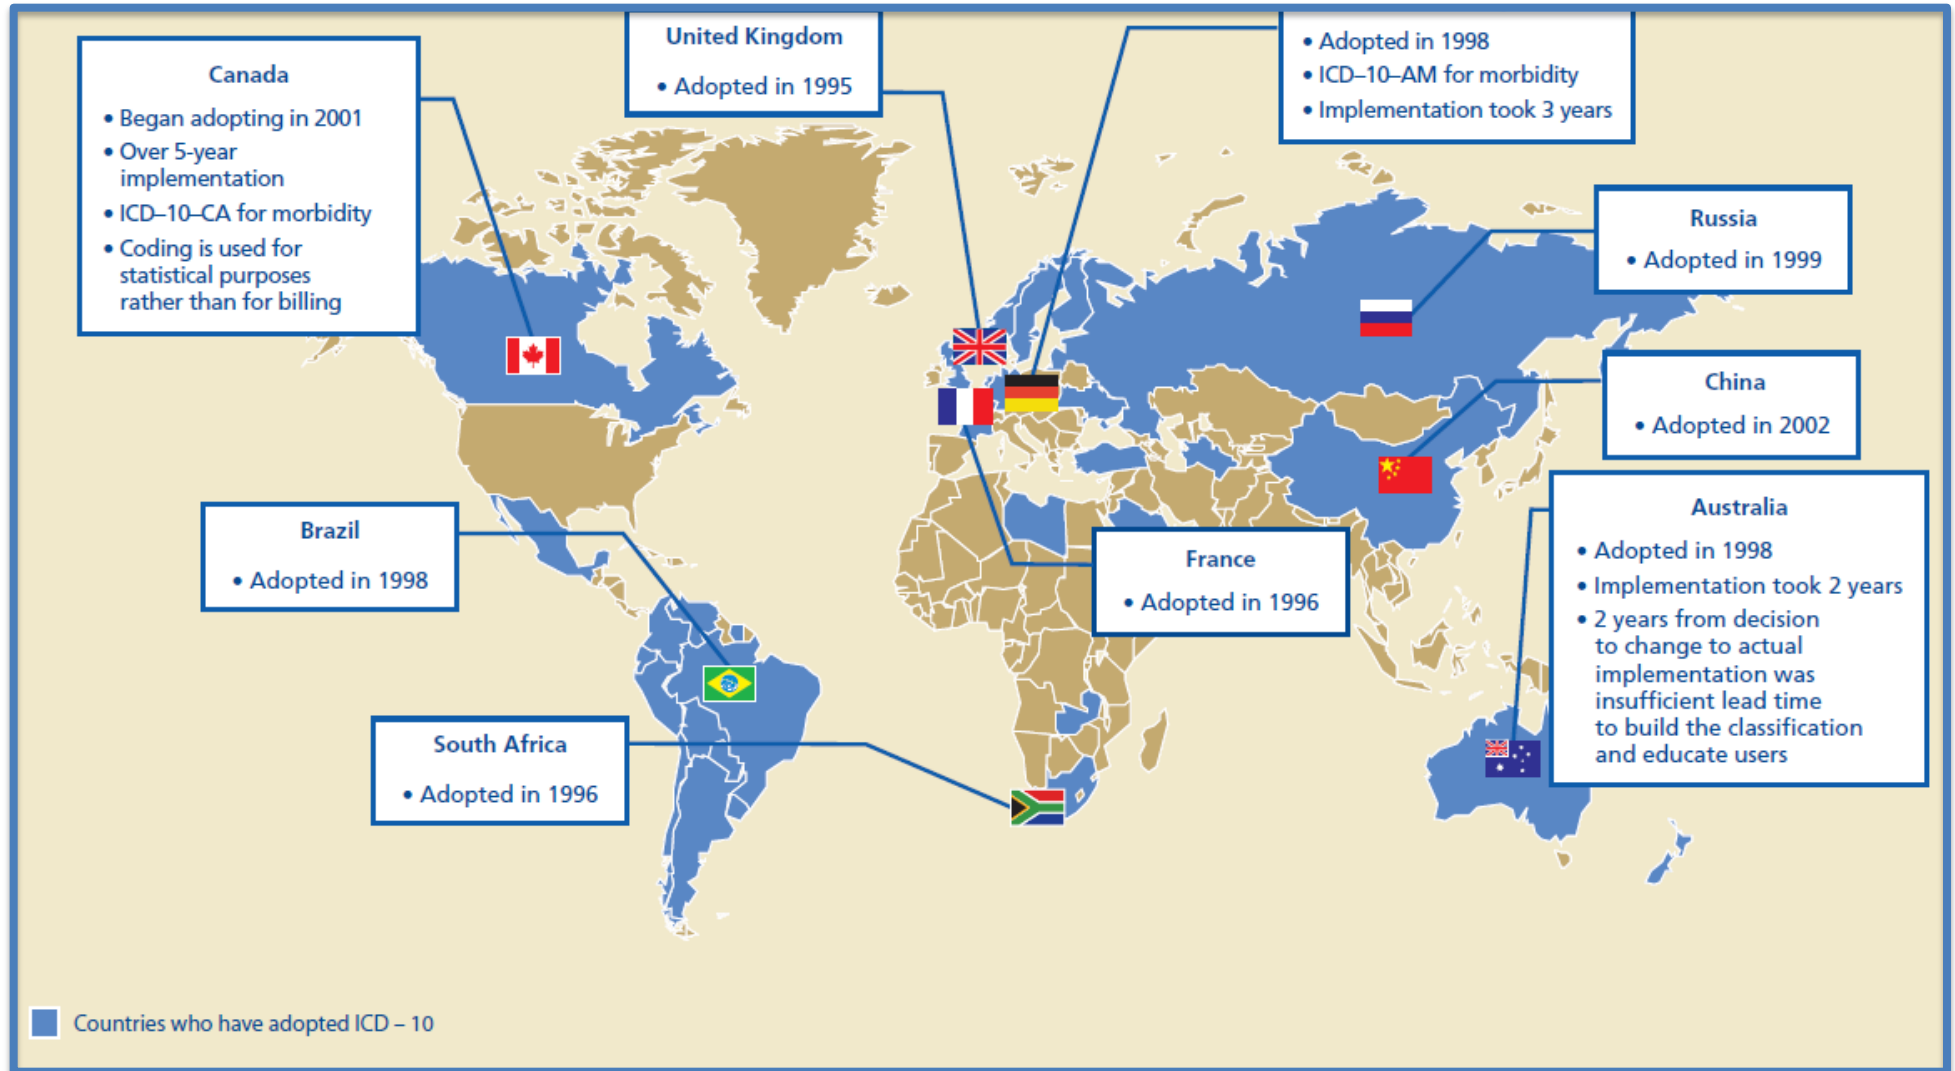 United Kingdom
• Adopted in 1995
• Adopted in 1998
• ICD–10–AM for morbidity
• Implementation took 3 years
Canada
• Began adopting in 2001
• Over 5-year
implementation
• ICD–10–CA for morbidity
• Coding is used for
statistical purposes
rather than for billing
Russia
• Adopted in 1999
China
• Adopted in 2002
Brazil
• Adopted in 1998
France
• Adopted in 1996
Australia
• Adopted in 1998
• Implementation took 2 years
• 2 years from decision
to change to actual
implementation was
insufficient lead time
to build the classification
and educate users
South Africa
• Adopted in 1996
Countries who have adopted ICD – 10